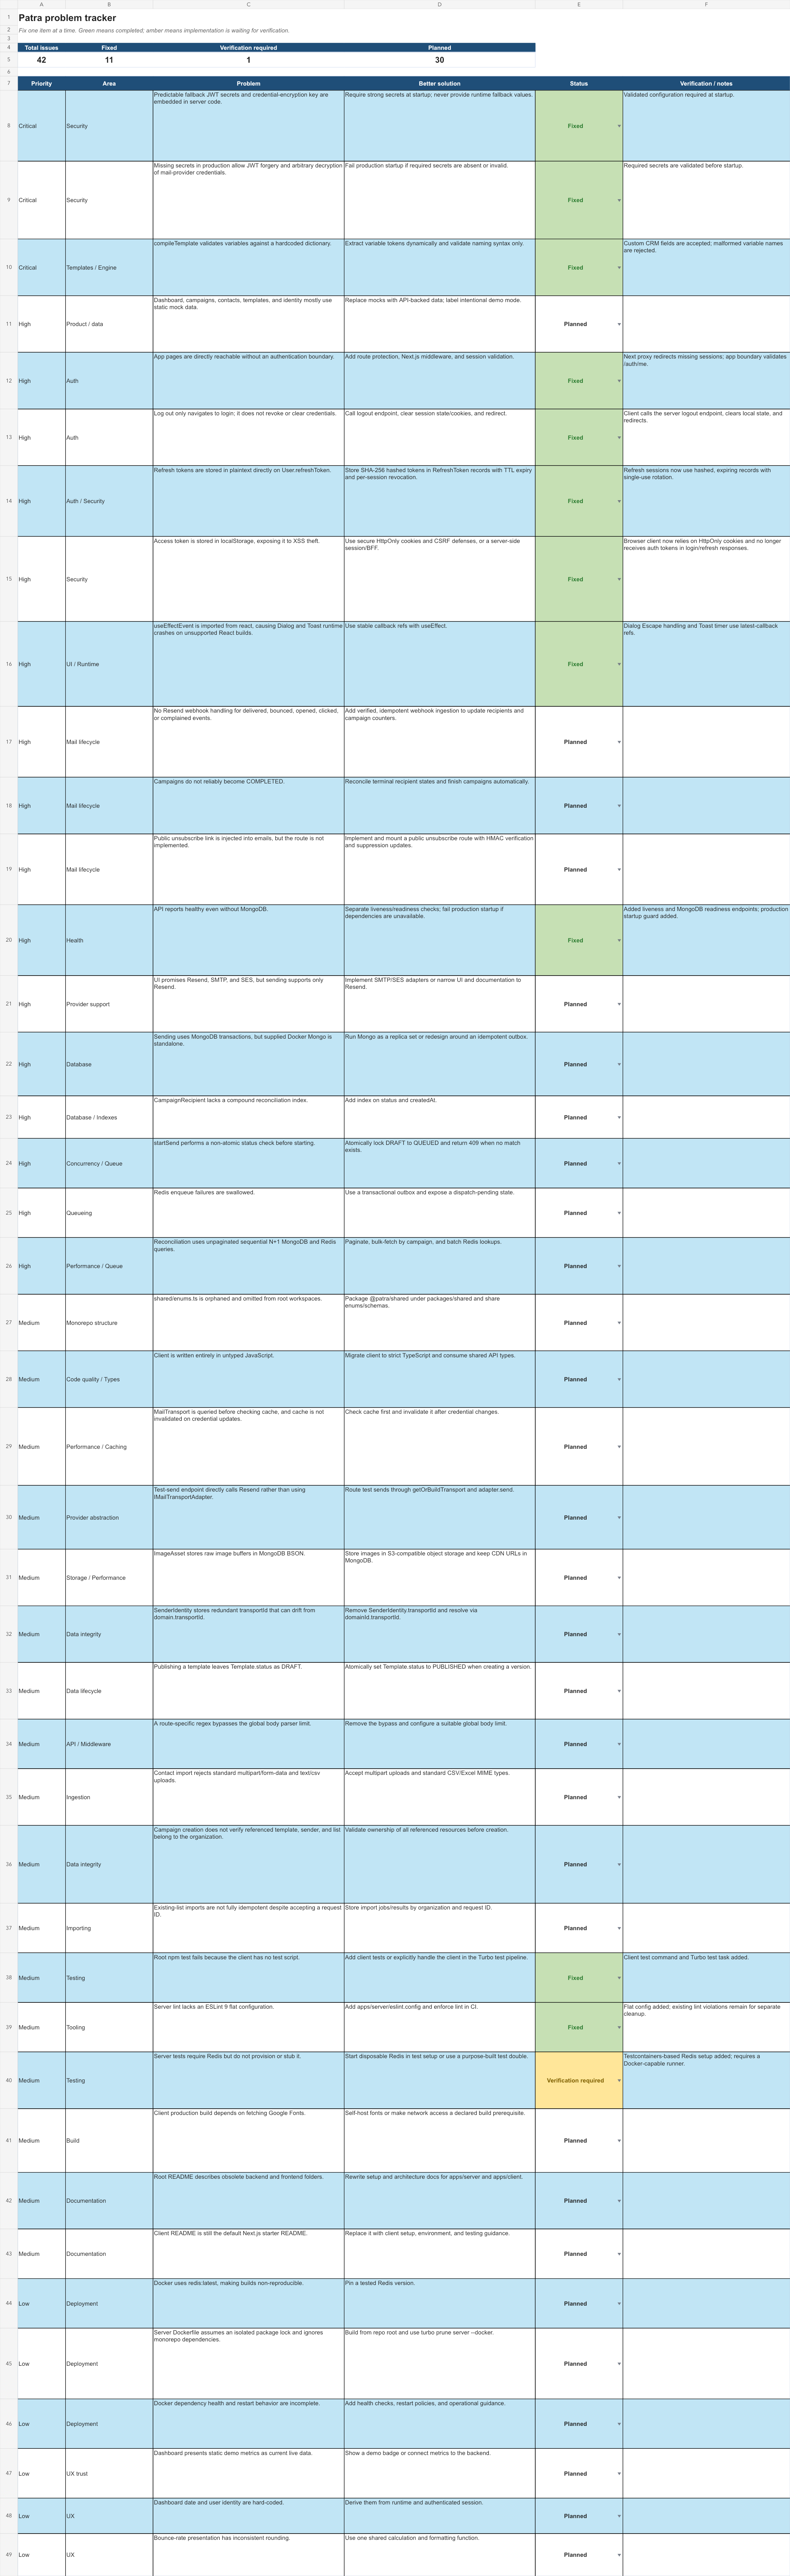 A B C D E F
1 Patra problem tracker
2 Fix one item at a time. Green means completed; amber means implementation is waiting for verification.
3
4 Total issues Fixed Verification required Planned
5 42 11 1 30
6
7 Priority Area Problem Better solution Status Verification / notes
8 Critical Security Predictable fallback JWT secrets and credential-encryption key are embedded in server code. Require strong secrets at startup; never provide runtime fallback values. Fixed Validated configuration required at startup.
9 Critical Security Missing secrets in production allow JWT forgery and arbitrary decryption of mail-provider credentials. Fail production startup if required secrets are absent or invalid. Fixed Required secrets are validated before startup.
10 Critical Templates / Engine compileTemplate validates variables against a hardcoded dictionary. Extract variable tokens dynamically and validate naming syntax only. Fixed Custom CRM fields are accepted; malformed variable names are rejected.
11 High Product / data Dashboard, campaigns, contacts, templates, and identity mostly use static mock data. Replace mocks with API-backed data; label intentional demo mode. Planned
12 High Auth App pages are directly reachable without an authentication boundary. Add route protection, Next.js middleware, and session validation. Fixed Next proxy redirects missing sessions; app boundary validates /auth/me.
13 High Auth Log out only navigates to login; it does not revoke or clear credentials. Call logout endpoint, clear session state/cookies, and redirect. Fixed Client calls the server logout endpoint, clears local state, and redirects.
14 High Auth / Security Refresh tokens are stored in plaintext directly on User.refreshToken. Store SHA-256 hashed tokens in RefreshToken records with TTL expiry and per-session revocation. Fixed Refresh sessions now use hashed, expiring records with single-use rotation.
15 High Security Access token is stored in localStorage, exposing it to XSS theft. Use secure HttpOnly cookies and CSRF defenses, or a server-side session/BFF. Fixed Browser client now relies on HttpOnly cookies and no longer receives auth tokens in login/refresh responses.
16 High UI / Runtime useEffectEvent is imported from react, causing Dialog and Toast runtime crashes on unsupported React builds. Use stable callback refs with useEffect. Fixed Dialog Escape handling and Toast timer use latest-callback refs.
17 High Mail lifecycle No Resend webhook handling for delivered, bounced, opened, clicked, or complained events. Add verified, idempotent webhook ingestion to update recipients and campaign counters. Planned
18 High Mail lifecycle Campaigns do not reliably become COMPLETED. Reconcile terminal recipient states and finish campaigns automatically. Planned
19 High Mail lifecycle Public unsubscribe link is injected into emails, but the route is not implemented. Implement and mount a public unsubscribe route with HMAC verification and suppression updates. Planned
20 High Health API reports healthy even without MongoDB. Separate liveness/readiness checks; fail production startup if dependencies are unavailable. Fixed Added liveness and MongoDB readiness endpoints; production startup guard added.
21 High Provider support UI promises Resend, SMTP, and SES, but sending supports only Resend. Implement SMTP/SES adapters or narrow UI and documentation to Resend. Planned
22 High Database Sending uses MongoDB transactions, but supplied Docker Mongo is standalone. Run Mongo as a replica set or redesign around an idempotent outbox. Planned
23 High Database / Indexes CampaignRecipient lacks a compound reconciliation index. Add index on status and createdAt. Planned
24 High Concurrency / Queue startSend performs a non-atomic status check before starting. Atomically lock DRAFT to QUEUED and return 409 when no match exists. Planned
25 High Queueing Redis enqueue failures are swallowed. Use a transactional outbox and expose a dispatch-pending state. Planned
26 High Performance / Queue Reconciliation uses unpaginated sequential N+1 MongoDB and Redis queries. Paginate, bulk-fetch by campaign, and batch Redis lookups. Planned
27 Medium Monorepo structure shared/enums.ts is orphaned and omitted from root workspaces. Package @patra/shared under packages/shared and share enums/schemas. Planned
28 Medium Code quality / Types Client is written entirely in untyped JavaScript. Migrate client to strict TypeScript and consume shared API types. Planned
29 Medium Performance / Caching MailTransport is queried before checking cache, and cache is not invalidated on credential updates. Check cache first and invalidate it after credential changes. Planned
30 Medium Provider abstraction Test-send endpoint directly calls Resend rather than using IMailTransportAdapter. Route test sends through getOrBuildTransport and adapter.send. Planned
31 Medium Storage / Performance ImageAsset stores raw image buffers in MongoDB BSON. Store images in S3-compatible object storage and keep CDN URLs in MongoDB. Planned
32 Medium Data integrity SenderIdentity stores redundant transportId that can drift from domain.transportId. Remove SenderIdentity.transportId and resolve via domainId.transportId. Planned
33 Medium Data lifecycle Publishing a template leaves Template.status as DRAFT. Atomically set Template.status to PUBLISHED when creating a version. Planned
34 Medium API / Middleware A route-specific regex bypasses the global body parser limit. Remove the bypass and configure a suitable global body limit. Planned
35 Medium Ingestion Contact import rejects standard multipart/form-data and text/csv uploads. Accept multipart uploads and standard CSV/Excel MIME types. Planned
36 Medium Data integrity Campaign creation does not verify referenced template, sender, and list belong to the organization. Validate ownership of all referenced resources before creation. Planned
37 Medium Importing Existing-list imports are not fully idempotent despite accepting a request ID. Store import jobs/results by organization and request ID. Planned
38 Medium Testing Root npm test fails because the client has no test script. Add client tests or explicitly handle the client in the Turbo test pipeline. Fixed Client test command and Turbo test task added.
39 Medium Tooling Server lint lacks an ESLint 9 flat configuration. Add apps/server/eslint.config and enforce lint in CI. Fixed Flat config added; existing lint violations remain for separate cleanup.
40 Medium Testing Server tests require Redis but do not provision or stub it. Start disposable Redis in test setup or use a purpose-built test double. Verification required Testcontainers-based Redis setup added; requires a Docker-capable runner.
41 Medium Build Client production build depends on fetching Google Fonts. Self-host fonts or make network access a declared build prerequisite. Planned
42 Medium Documentation Root README describes obsolete backend and frontend folders. Rewrite setup and architecture docs for apps/server and apps/client. Planned
43 Medium Documentation Client README is still the default Next.js starter README. Replace it with client setup, environment, and testing guidance. Planned
44 Low Deployment Docker uses redis:latest, making builds non-reproducible. Pin a tested Redis version. Planned
45 Low Deployment Server Dockerfile assumes an isolated package lock and ignores monorepo dependencies. Build from repo root and use turbo prune server --docker. Planned
46 Low Deployment Docker dependency health and restart behavior are incomplete. Add health checks, restart policies, and operational guidance. Planned
47 Low UX trust Dashboard presents static demo metrics as current live data. Show a demo badge or connect metrics to the backend. Planned
48 Low UX Dashboard date and user identity are hard-coded. Derive them from runtime and authenticated session. Planned
49 Low UX Bounce-rate presentation has inconsistent rounding. Use one shared calculation and formatting function. Planned